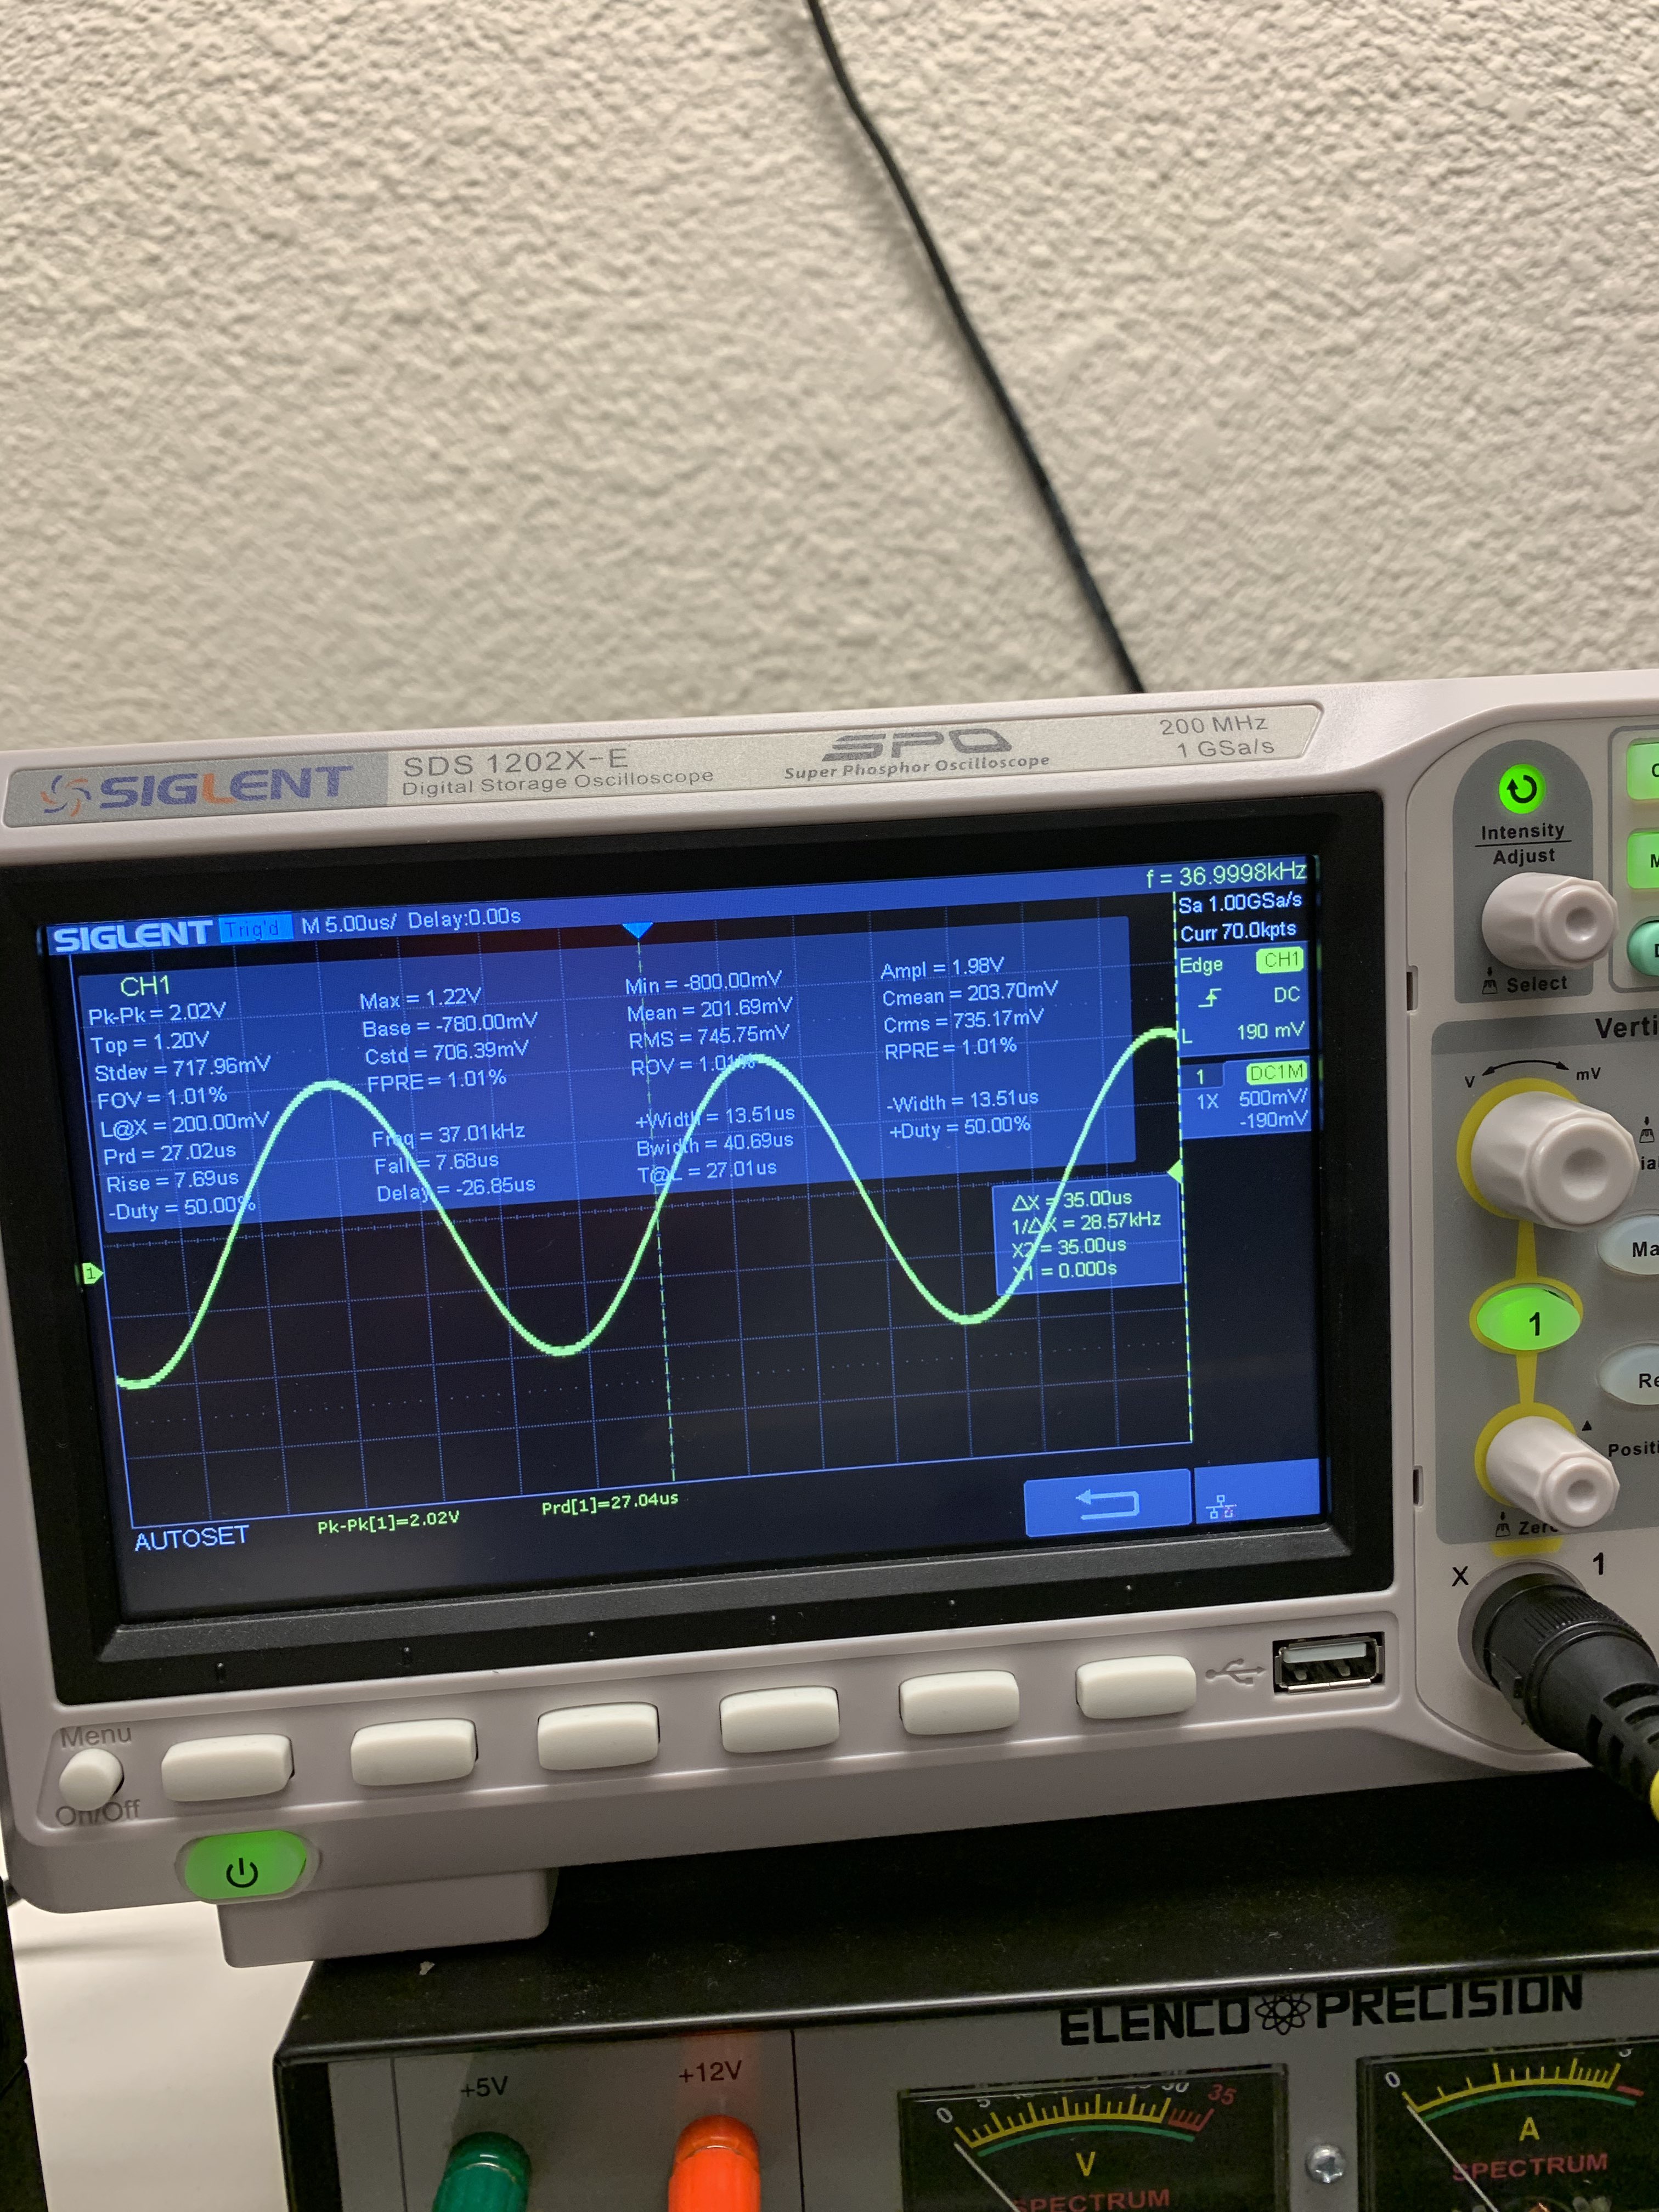 SIGLENT SDS 1202X-E
Digital Storage Oscilloscope
SPO
Super Phosphor Oscilloscope
200 MHz
1 GSa/s
Intensity
Adjust
Select
SIGLENT Trig'd M 5.00us/ Delay:0.00s
f = 36.9998kHz
Sa 1.00GSa/s
Curr 70.0kpts
Edge CH1
DC
L 190 mV
1 DC1M
1X 500mV/
-190mV
CH1
Pk-Pk = 2.02V Max = 1.22V Min = -800.00mV Ampl = 1.98V
Top = 1.20V Base = -780.00mV Mean = 201.69mV Cmean = 203.70mV
Stdev = 717.96mV Cstd = 706.39mV RMS = 745.75mV Crms = 735.17mV
FOV = 1.01% FPRE = 1.01% ROV = 1.01% RPRE = 1.01%
L@X = 200.00mV
Prd = 27.02us Freq = 37.01kHz +Width = 13.51us -Width = 13.51us
Rise = 7.69us Fall = 7.68us Bwidth = 40.69us +Duty = 50.00%
-Duty = 50.00% Delay = -26.85us T@L = 27.01us
ΔX = 35.00us
1/ΔX = 28.57kHz
X2 = 35.00us
X1 = 0.000s
1
AUTOSET Pk-Pk[1]=2.02V Prd[1]=27.04us
Menu
On/Off
V mV
1
Zero
X 1
ELENCO PRECISION
+5V +12V
0 5 30 35
V
SPECTRUM
0
A
SPECTRUM